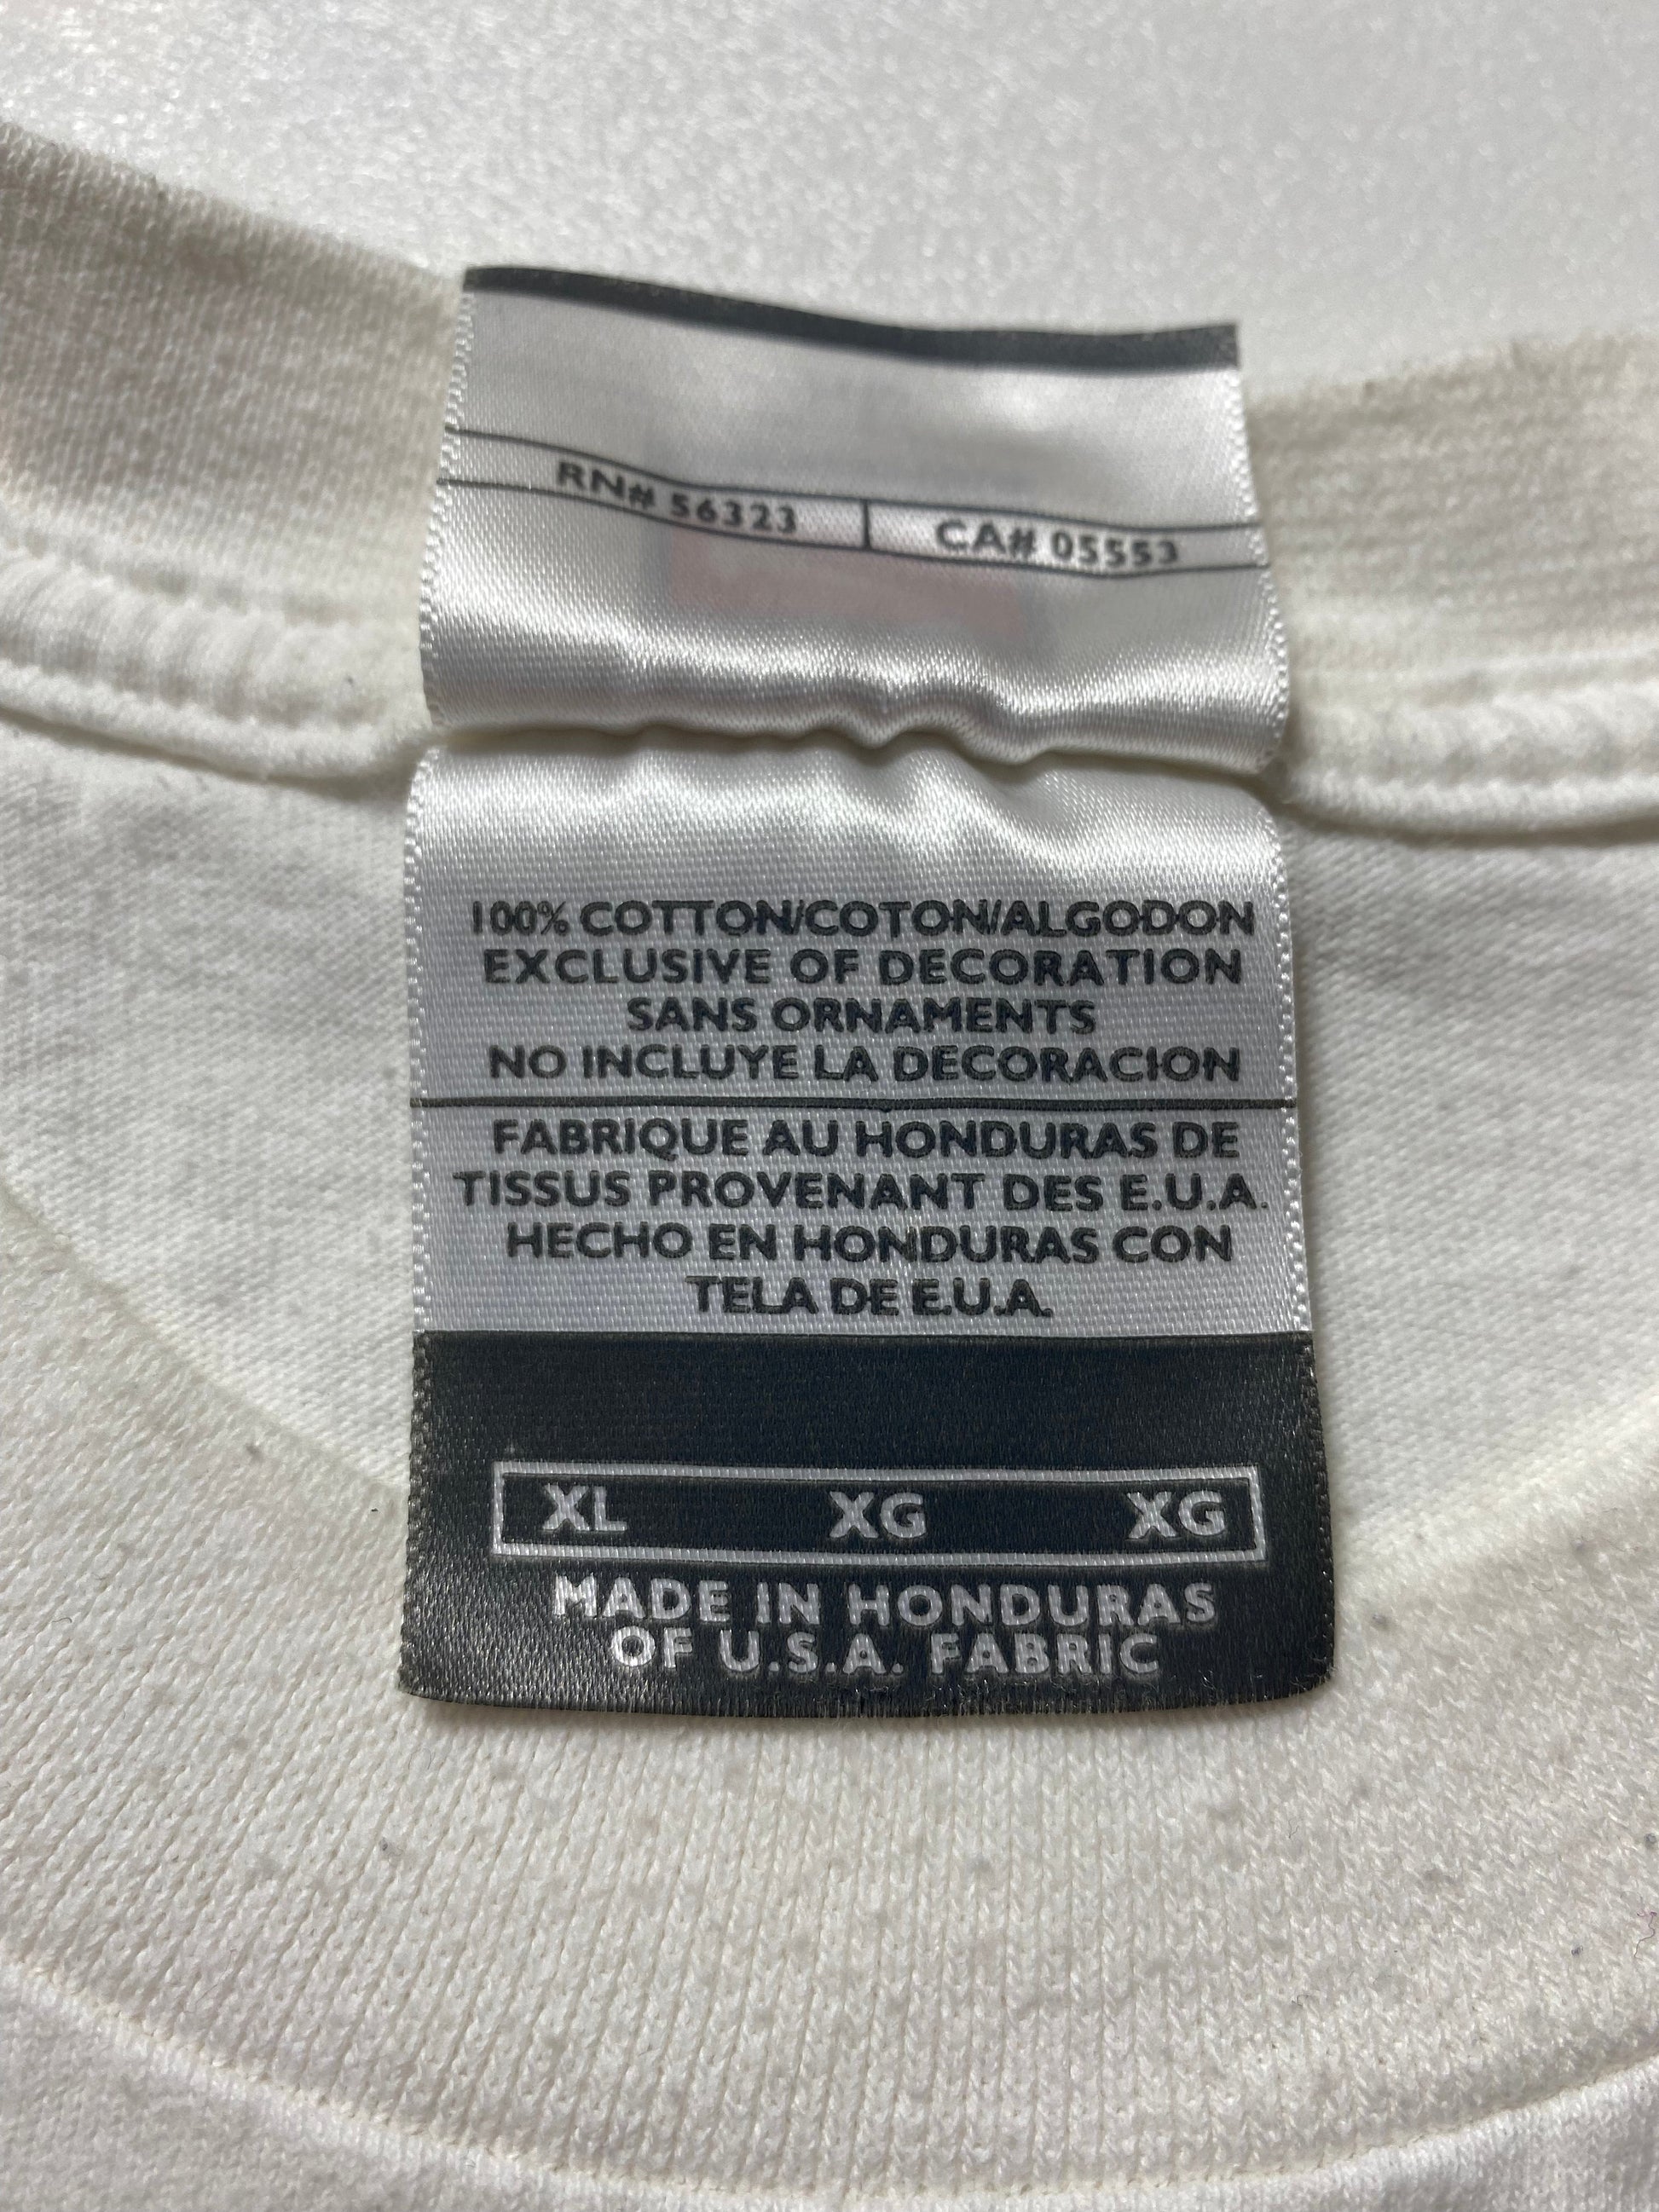 RN# 56323 CA# 05553
100% COTTON/COTON/ALGODON
EXCLUSIVE OF DECORATION
SANS ORNAMENTS
NO INCLUYE LA DECORACION
FABRIQUE AU HONDURAS DE
TISSUS PROVENANT DES E.U.A.
HECHO EN HONDURAS CON
TELA DE E.U.A.
XL XG XG
MADE IN HONDURAS
OF U.S.A. FABRIC